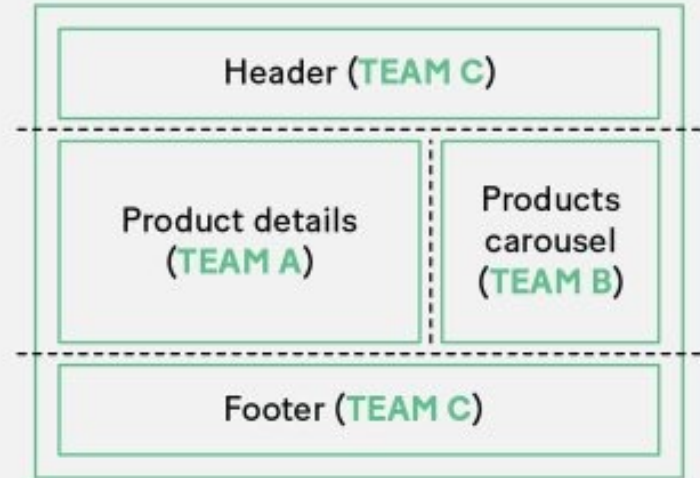 Header (TEAM C)
Product details
(TEAM A)
Products
carousel
(TEAM B)
Footer (TEAM C)